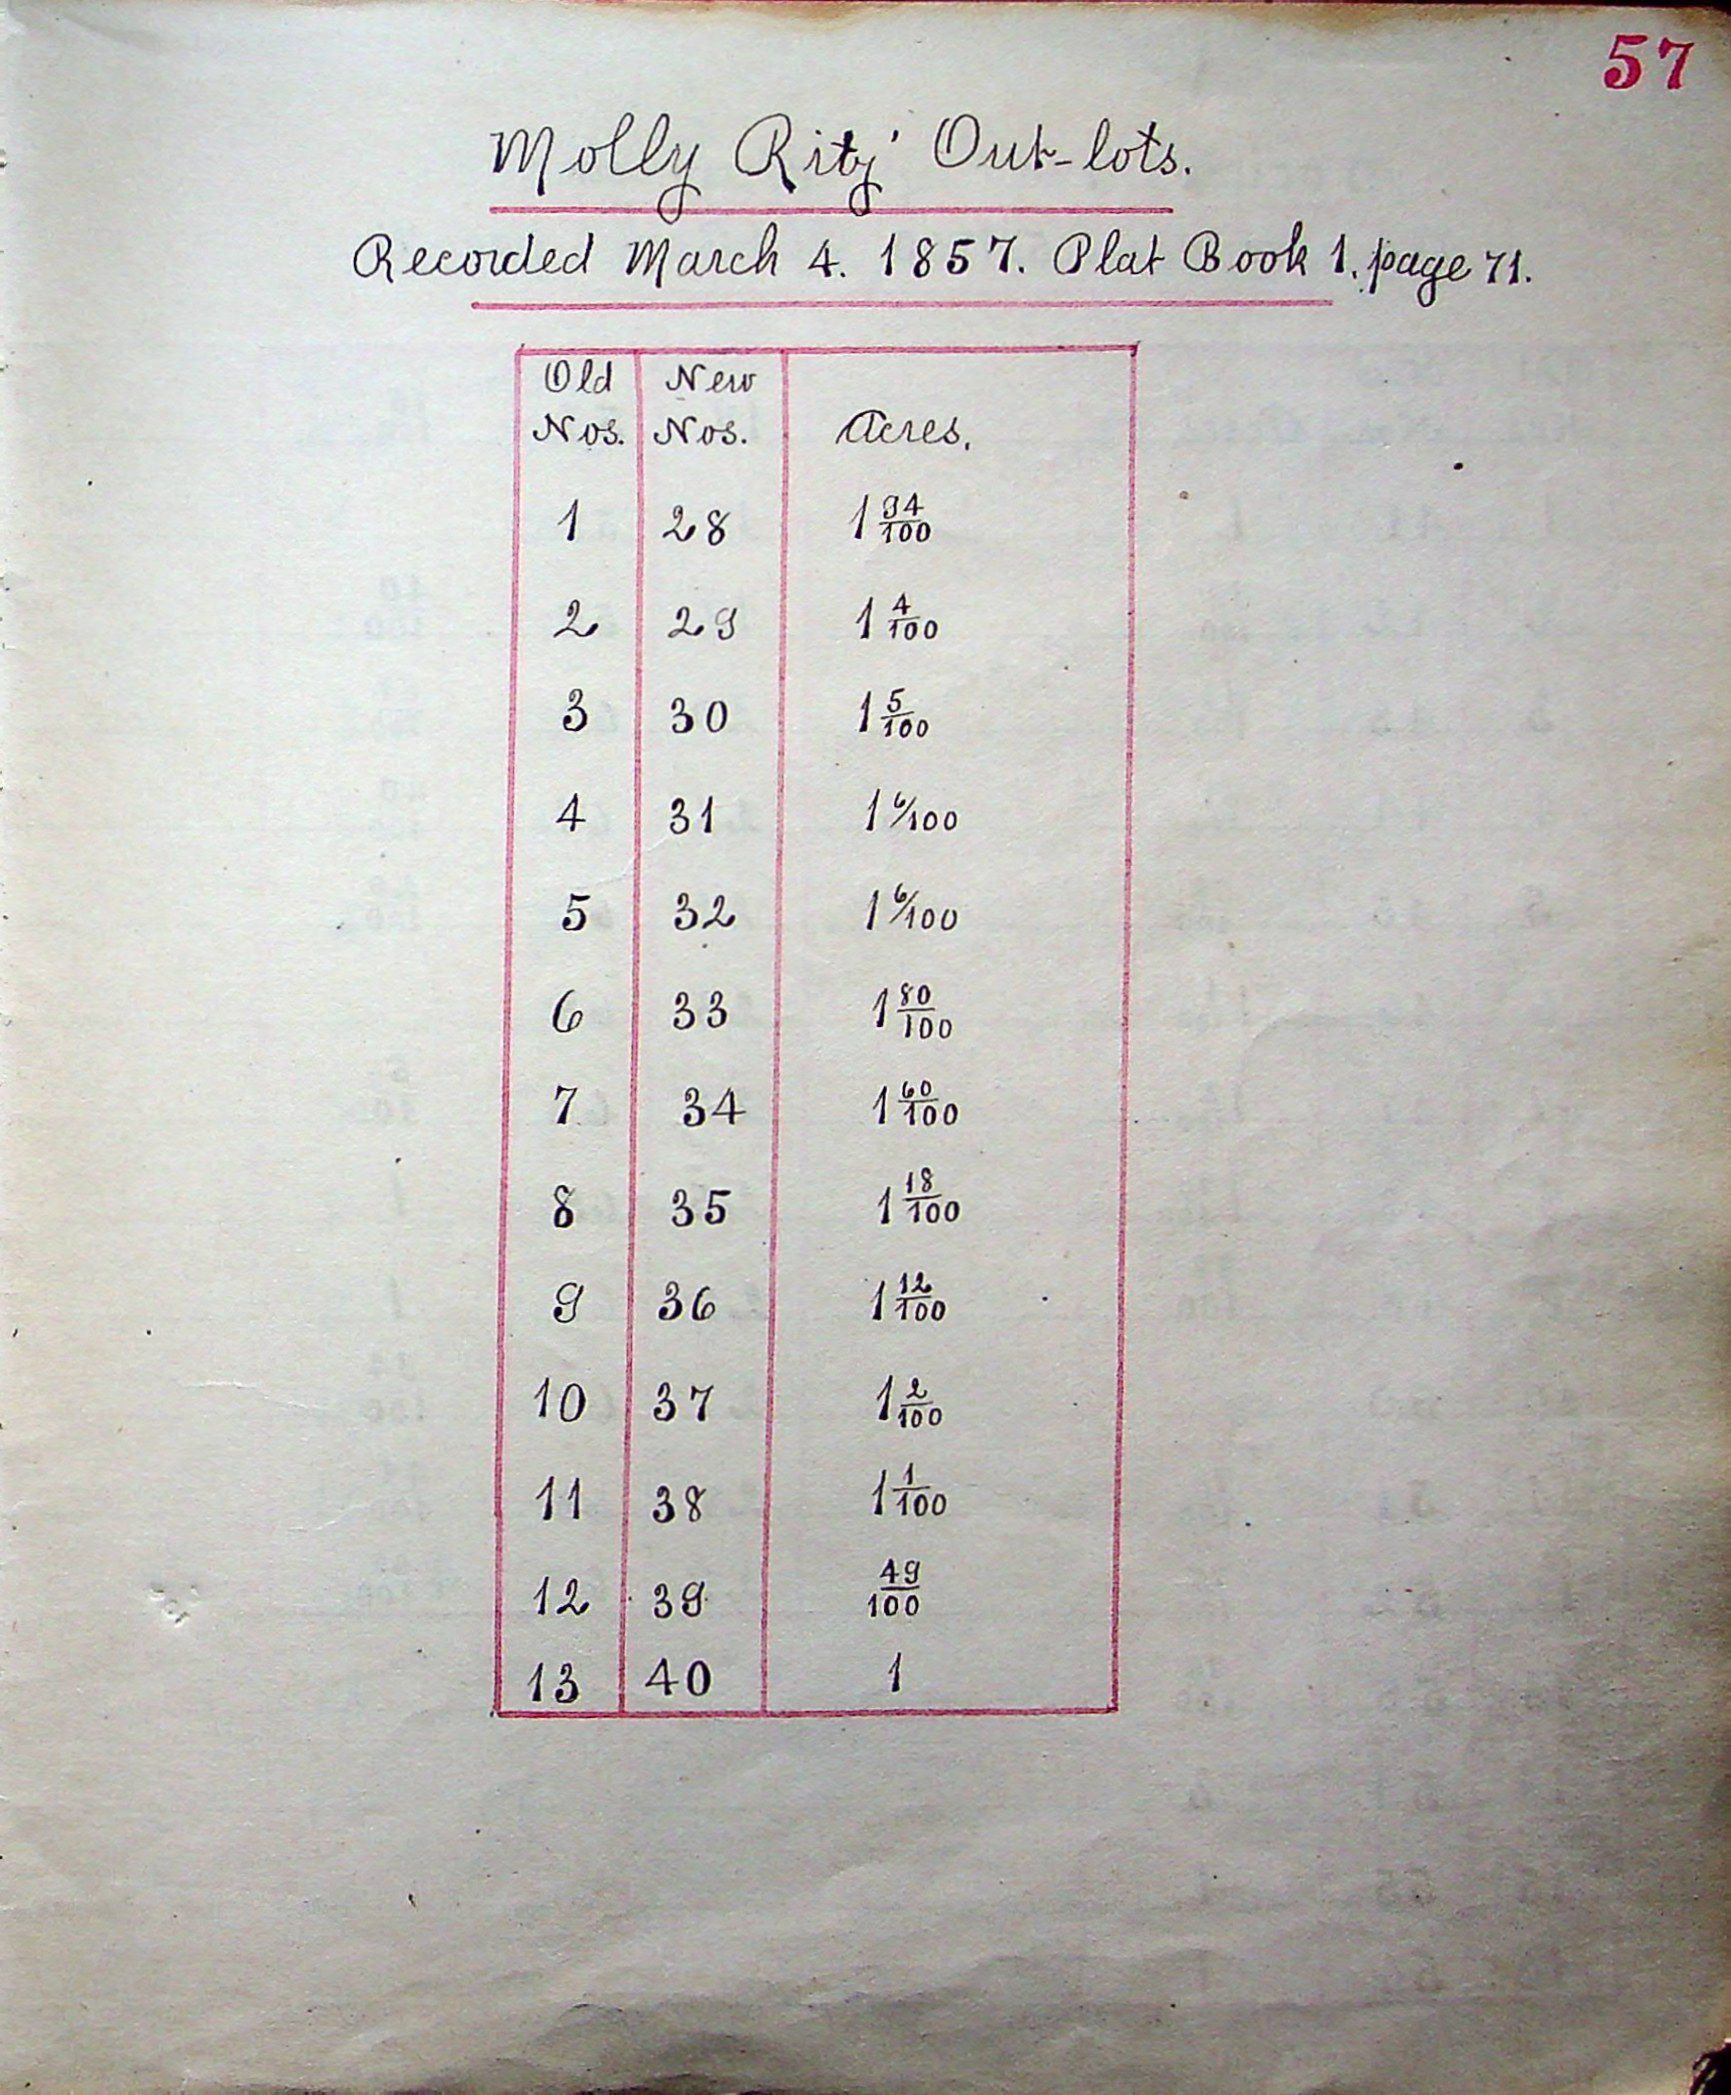 57
Molly Ritz' Out-lots.
Recorded March 4. 1857. Plat Book 1, page 71.
Old Nos. New Nos. Acres.
1 28 1 94/100
2 29 1 4/100
3 30 1 5/100
4 31 1 6/100
5 32 1 6/100
6 33 1 80/100
7 34 1 60/100
8 35 1 18/100
9 36 1 12/100
10 37 1 2/100
11 38 1 1/100
12 39 49/100
13 40 1